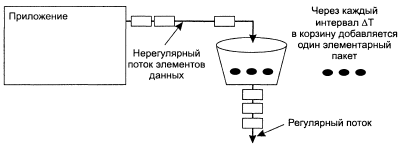 Приложение
Нерегулярный
поток элементов
данных
Через каждый
интервал ΔT
в корзину добавляется
один элементарный
пакет
Регулярный поток